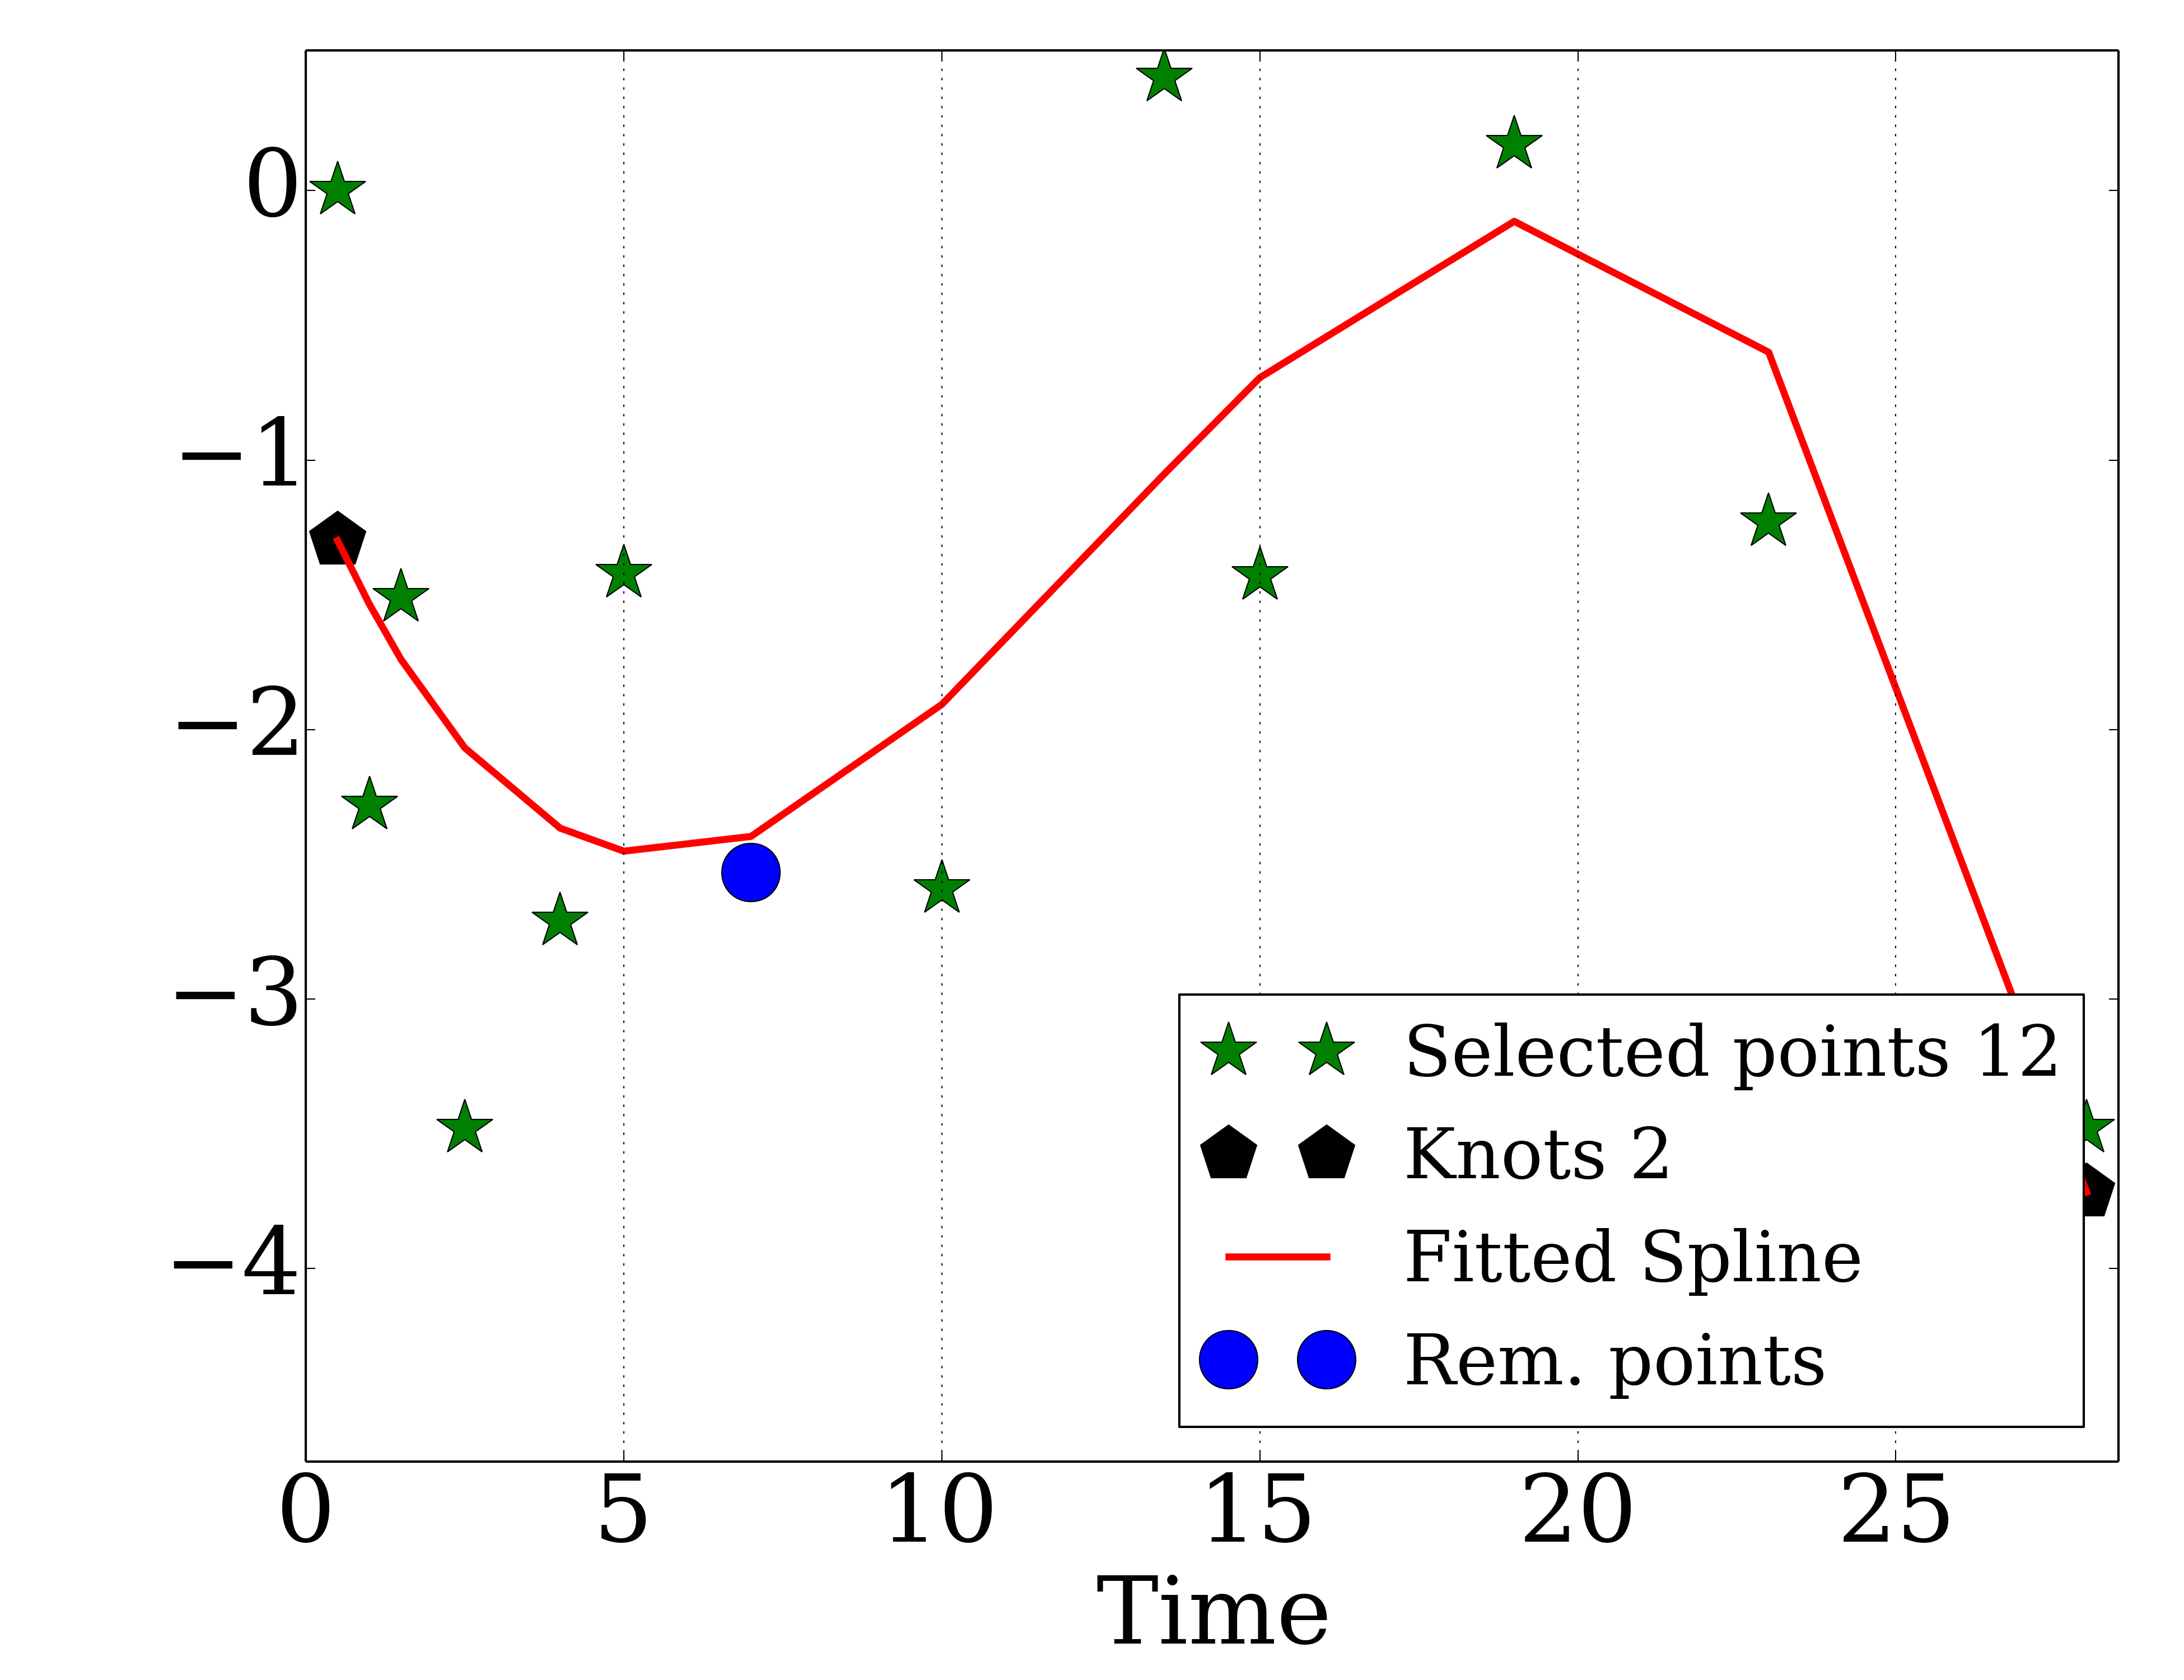 0
−1
−2
−3
−4
Selected points 12
Knots 2
Fitted Spline
Rem. points
0 5 10 15 20 25
Time